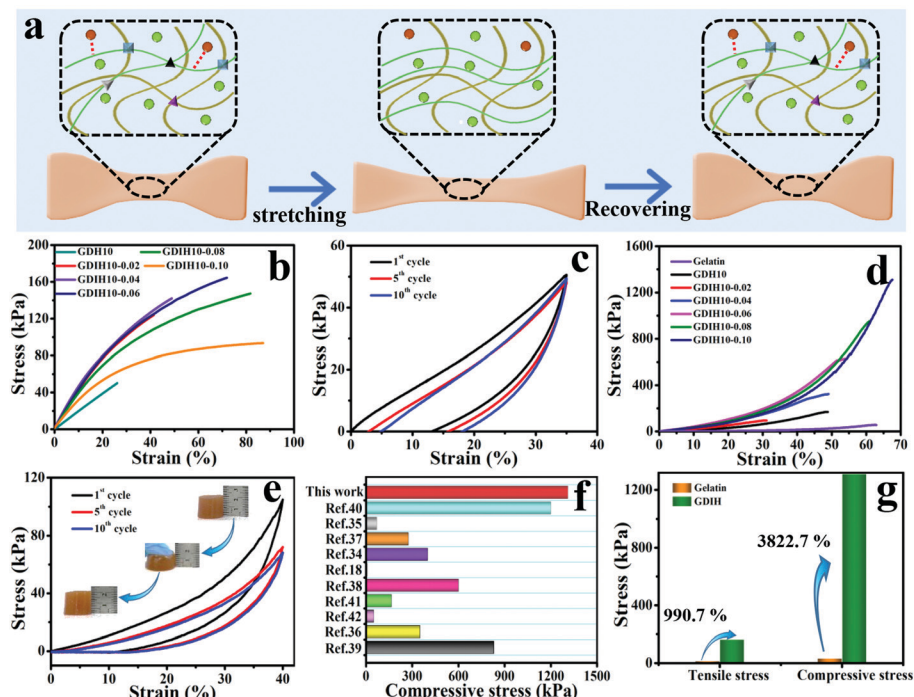 a
stretching
Recovering
b
Stress (kPa)
200
160
120
80
40
0
GDH10
GDIH10-0.02
GDIH10-0.04
GDIH10-0.06
GDIH10-0.08
GDIH10-0.10
0 20 40 60 80 100
Strain (%)
c
Stress (kPa)
60
40
20
0
1st cycle
5th cycle
10th cycle
0 10 20 30 40
Strain (%)
d
Stress (kPa)
1600
1200
800
400
0
Gelatin
GDH10
GDIH10-0.02
GDIH10-0.04
GDIH10-0.06
GDIH10-0.08
GDIH10-0.10
0 10 20 30 40 50 60 70
Strain (%)
e
Stress (kPa)
120
80
40
0
1st cycle
5th cycle
10th cycle
0 10 20 30 40
Strain (%)
f
This work
Ref.40
Ref.35
Ref.37
Ref.34
Ref.18
Ref.38
Ref.41
Ref.42
Ref.36
Ref.39
0 300 600 900 1200 1500
Compressive stress (kPa)
g
Stress (kPa)
1200
900
600
300
0
Gelatin
GDIH
990.7 %
3822.7 %
Tensile stress Compressive stress